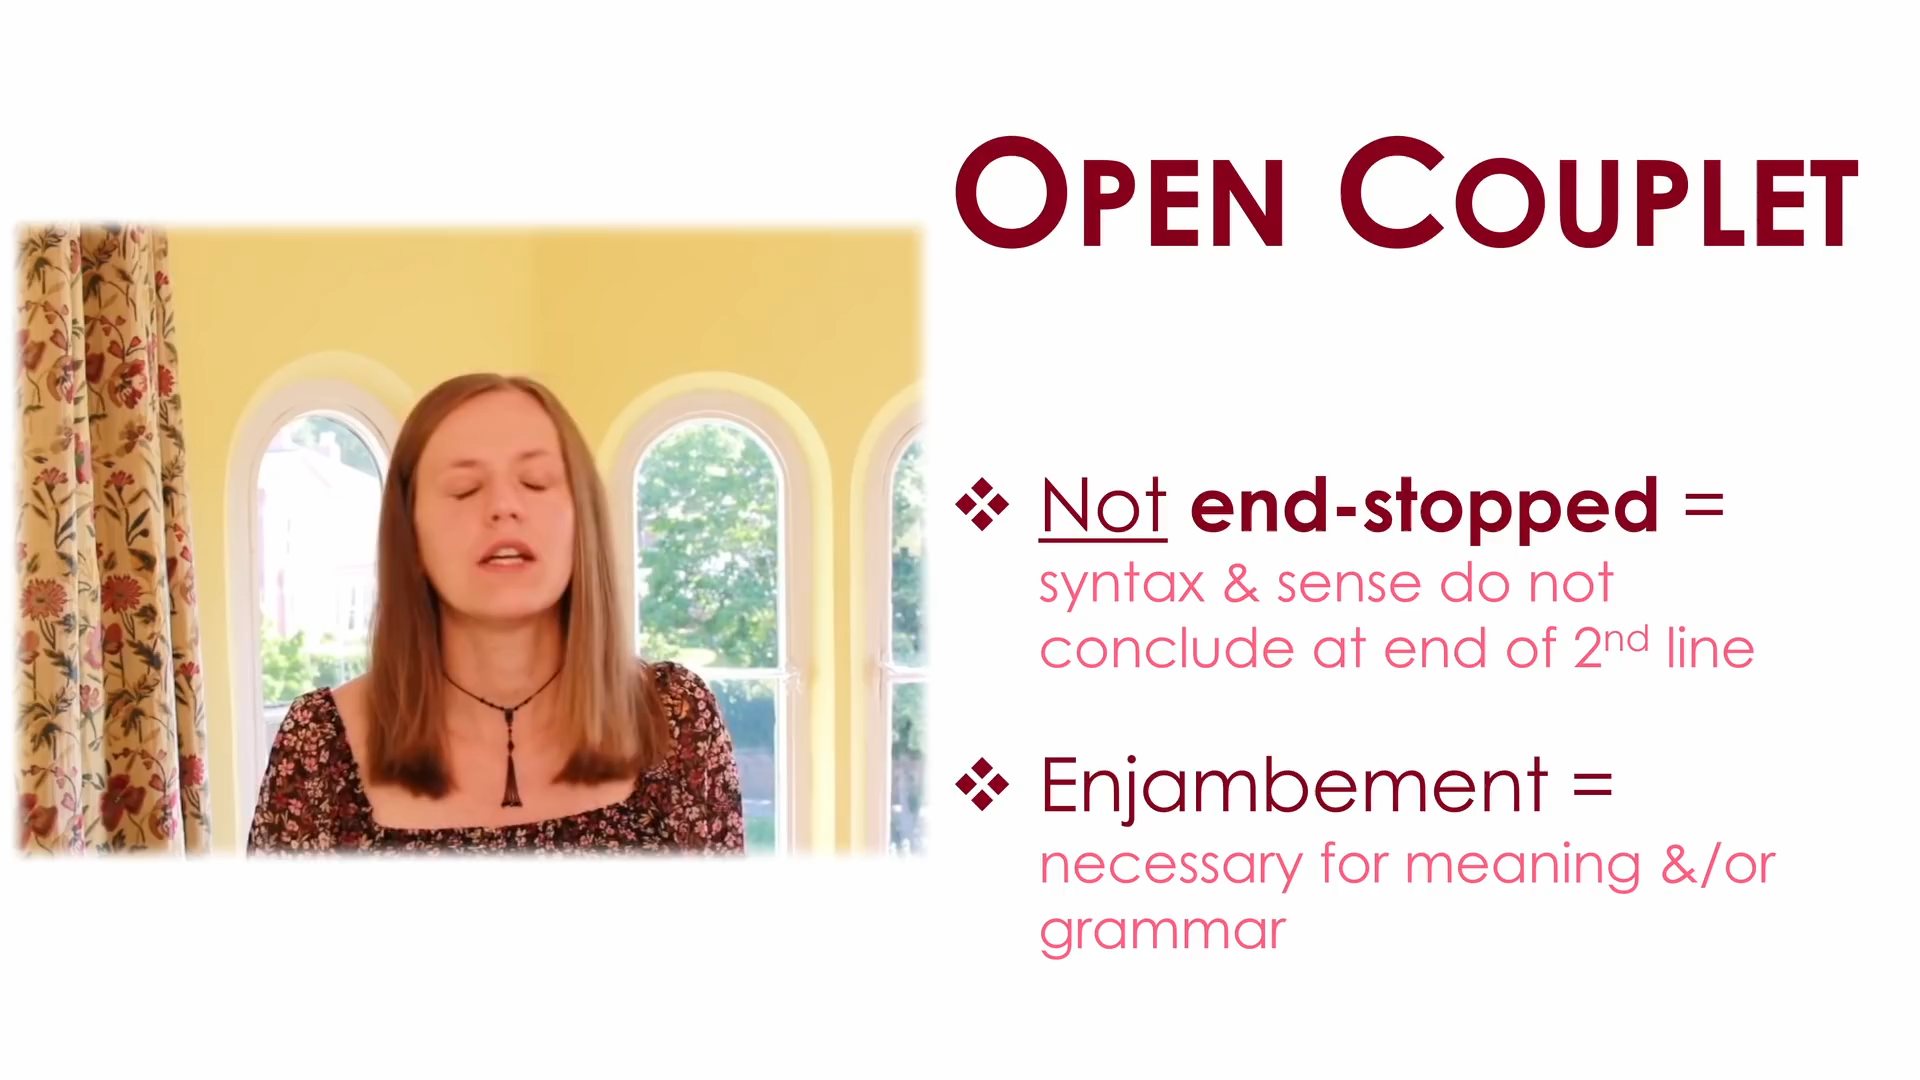 OPEN COUPLET
❖ Not end-stopped =
syntax & sense do not
conclude at end of 2nd line
❖ Enjambement =
necessary for meaning &/or
grammar